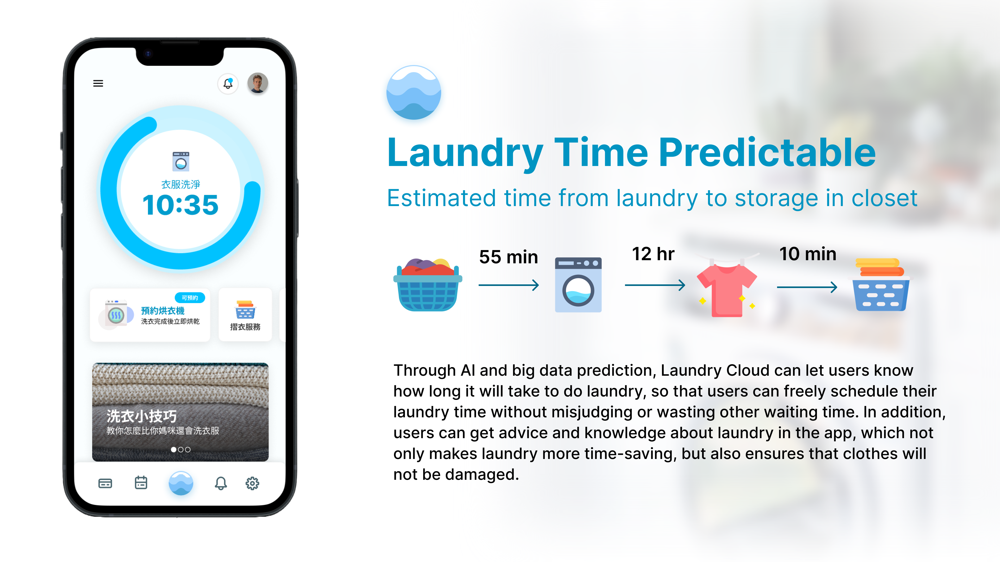 衣服洗淨
10:35
可預約
預約烘衣機
洗衣完成後立即烘乾
摺衣服務
洗衣小技巧
教你怎麼比你媽咪還會洗衣服
Laundry Time Predictable
Estimated time from laundry to storage in closet
55 min
12 hr
10 min
Through AI and big data prediction, Laundry Cloud can let users know
how long it will take to do laundry, so that users can freely schedule their
laundry time without misjudging or wasting other waiting time. In addition,
users can get advice and knowledge about laundry in the app, which not
only makes laundry more time-saving, but also ensures that clothes will
not be damaged.